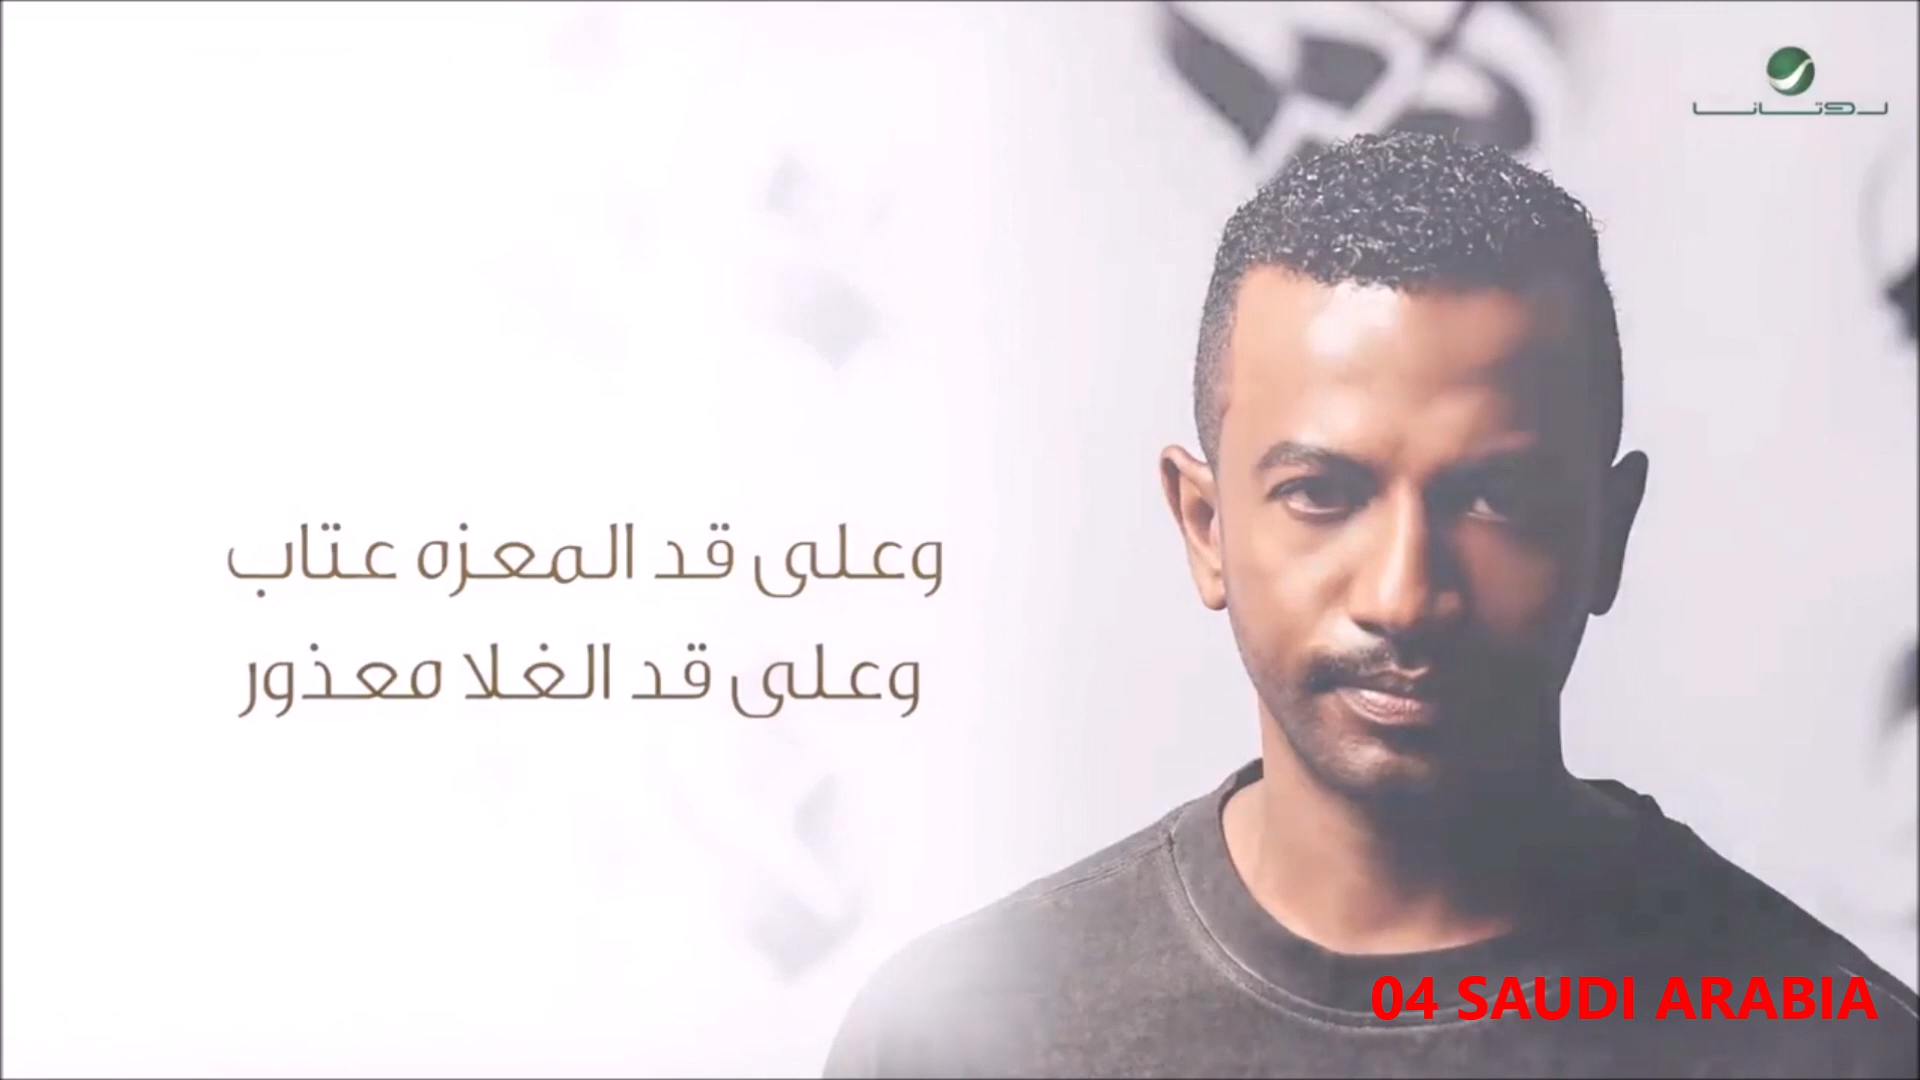 روتانا
وعلى قد المعزه عتاب
وعلى قد الغلا معذور
04 SAUDI ARABIA